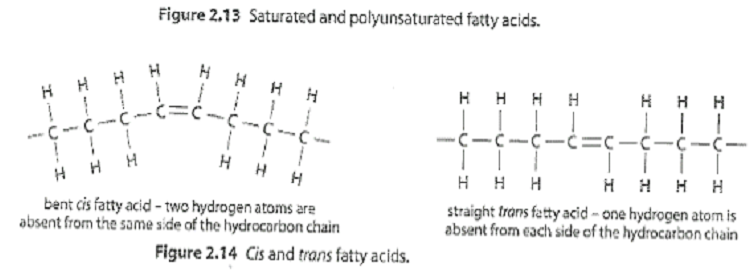 Figure 2.13 Saturated and polyunsaturated fatty acids.
H H H H H H H H
C C C C = C C C C
H H H H H H
bent cis fatty acid – two hydrogen atoms are
absent from the same side of the hydrocarbon chain
H H H H H H H
C C C C = C C C C
H H H H H H H
straight trans fatty acid – one hydrogen atom is
absent from each side of the hydrocarbon chain
Figure 2.14 Cis and trans fatty acids.